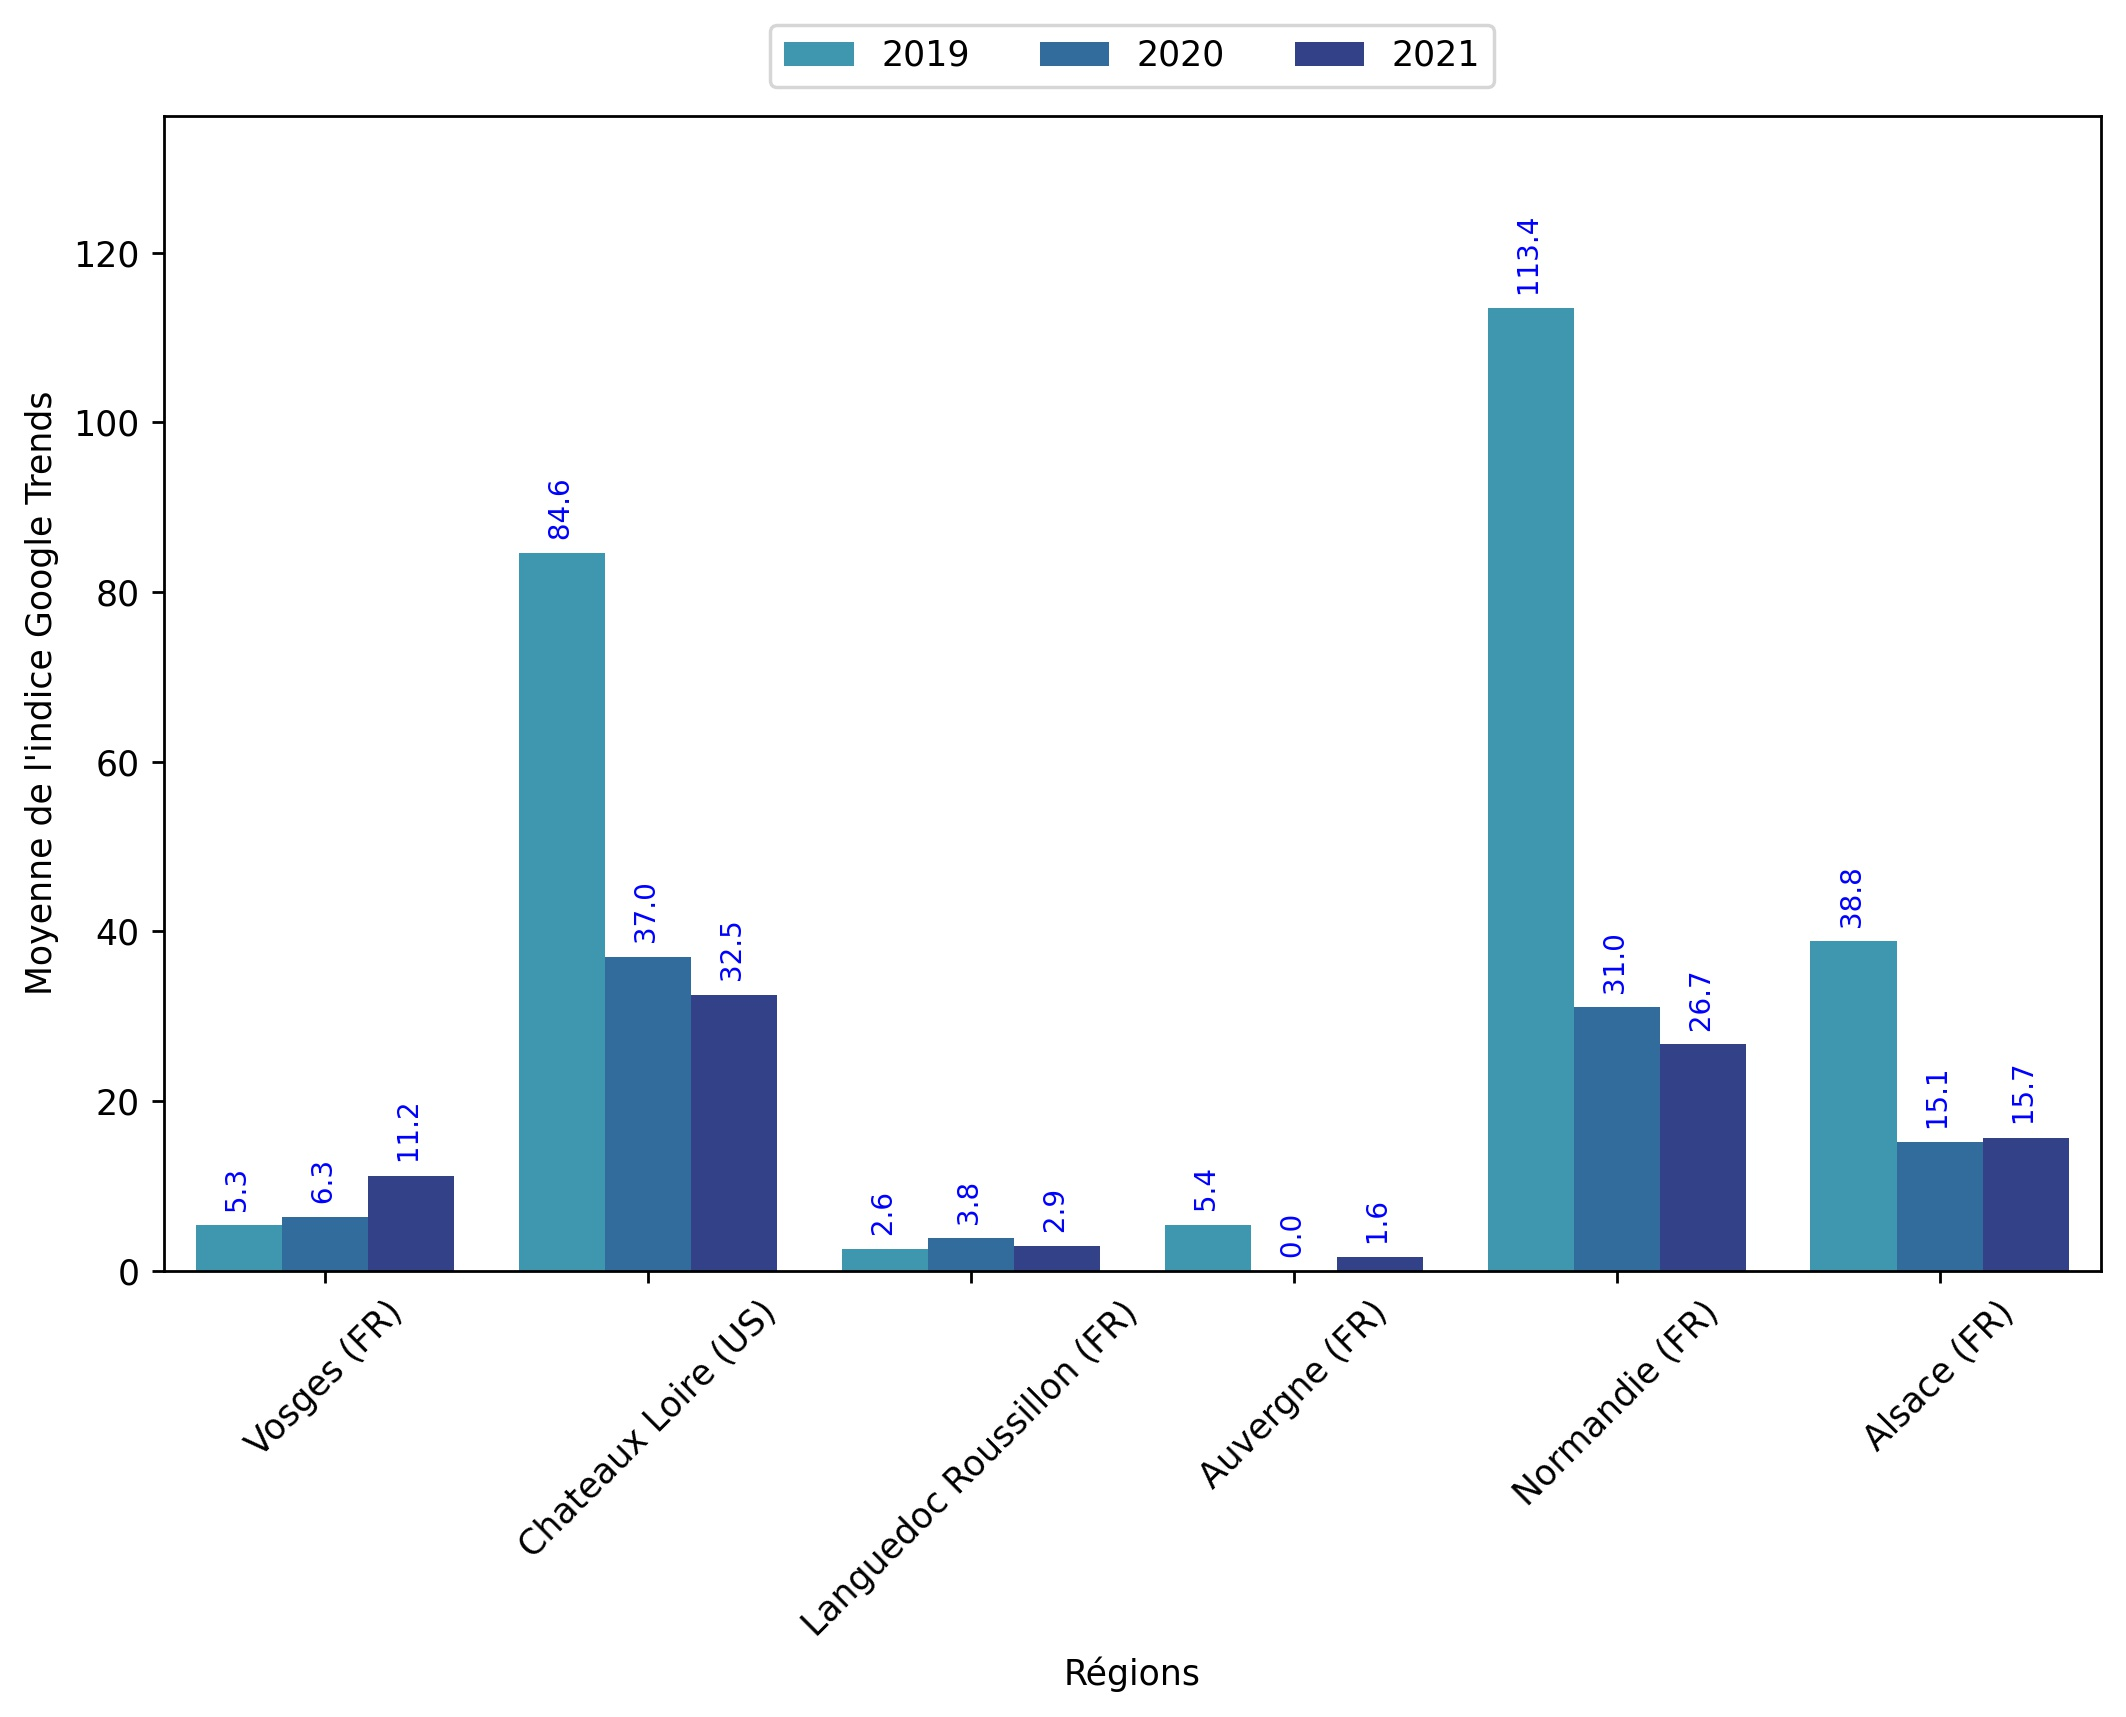 2019 2020 2021
Moyenne de l'indice Google Trends
120
100
80
60
40
20
0
5.3 6.3 11.2
84.6 37.0 32.5
2.6 3.8 2.9
5.4 0.0 1.6
113.4 31.0 26.7
38.8 15.1 15.7
Vosges (FR)
Chateaux Loire (US)
Languedoc Roussillon (FR)
Auvergne (FR)
Normandie (FR)
Alsace (FR)
Régions